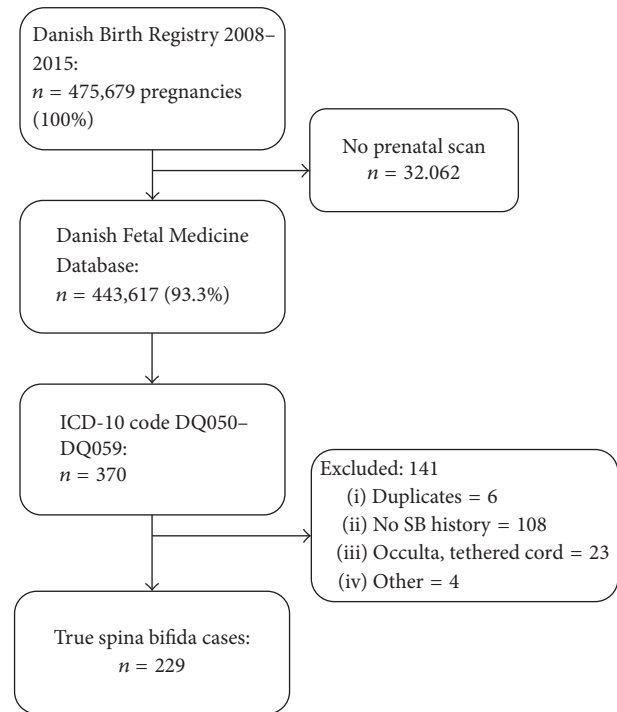 Danish Birth Registry 2008–
2015:
n = 475,679 pregnancies
(100%)
No prenatal scan
n = 32.062
Danish Fetal Medicine
Database:
n = 443,617 (93.3%)
ICD-10 code DQ050–
DQ059:
n = 370
Excluded: 141
(i) Duplicates = 6
(ii) No SB history = 108
(iii) Occulta, tethered cord = 23
(iv) Other = 4
True spina bifida cases:
n = 229